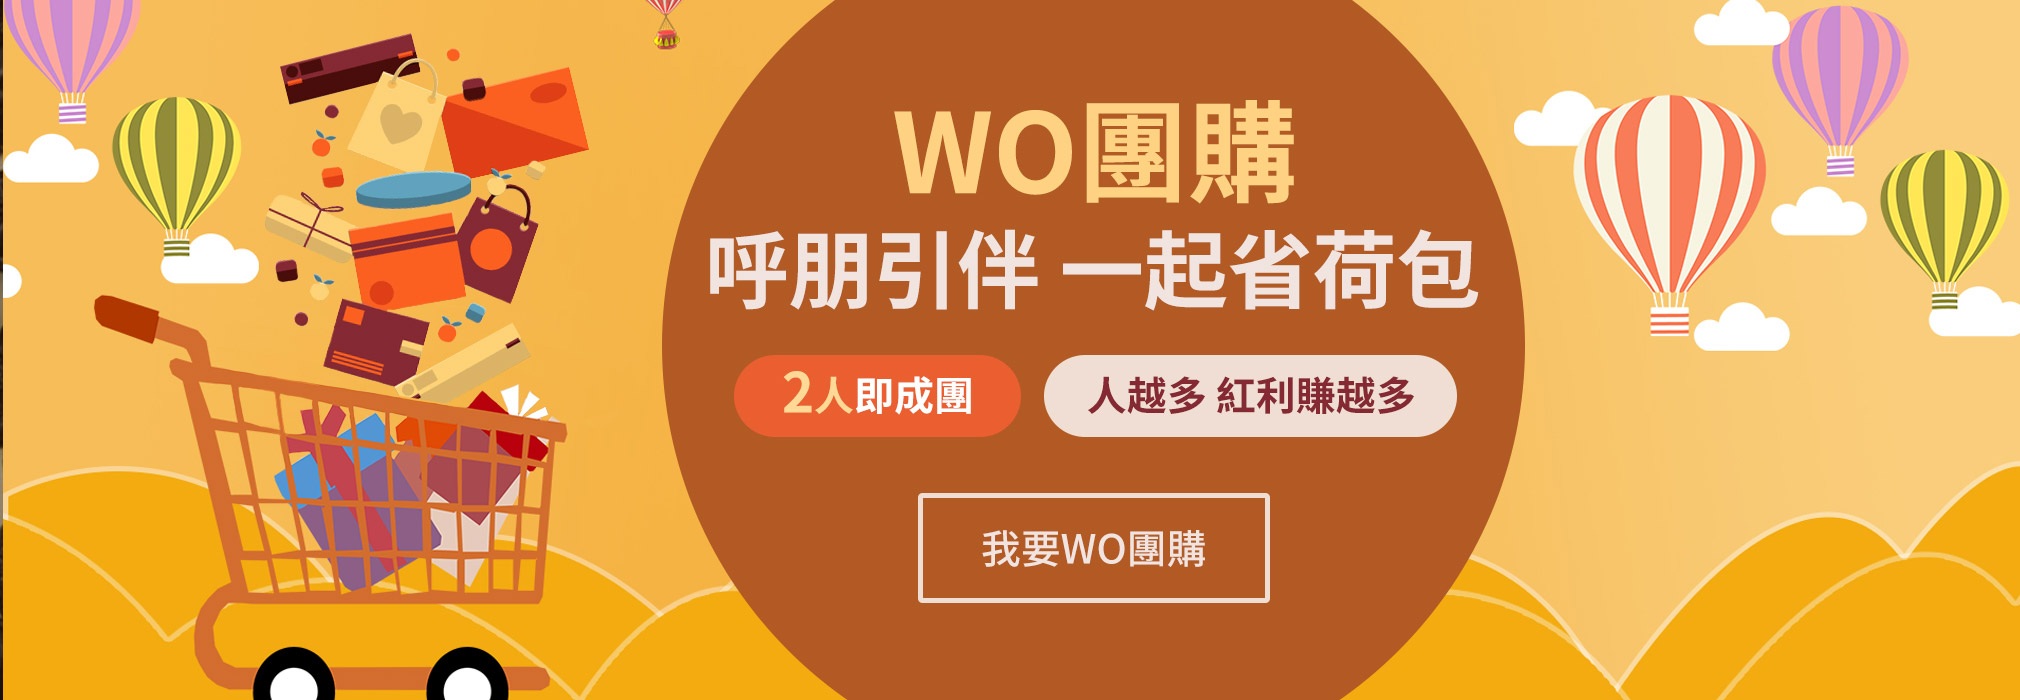 WO團購
呼朋引伴 一起省荷包
2人即成團
人越多 紅利賺越多
我要WO團購